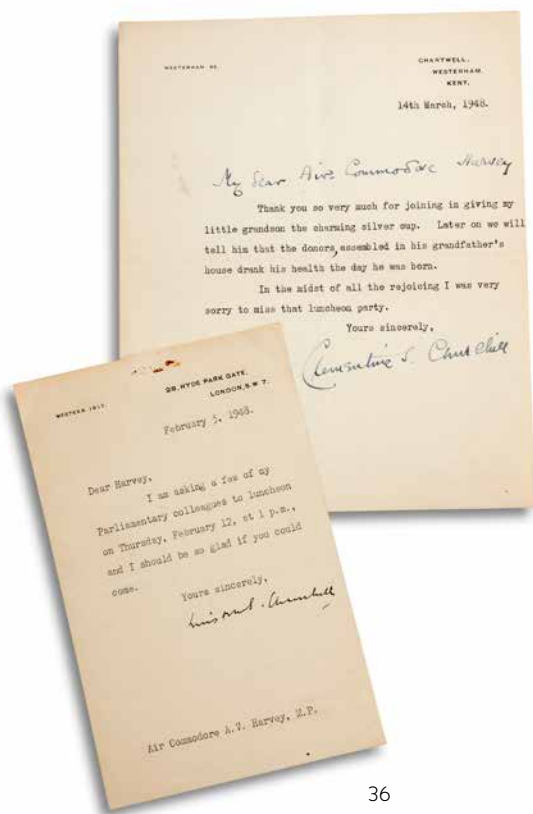 WESTERHAM 93.
CHARTWELL,
WESTERHAM,
KENT.
14th March, 1948.
My dear Air Commodore Harvey
Thank you so very much for joining in giving my
little grandson the charming silver cup. Later on we will
tell him that the donors, assembled in his grandfather's
house drank his health the day he was born.
In the midst of all the rejoicing I was very
sorry to miss that luncheon party.
Yours sincerely,
Clementine S. Churchill
WESTERN 1617.
28, HYDE PARK GATE,
LONDON, S.W 7.
February 5, 1948.
Dear Harvey,
I am asking a few of my
Parliamentary colleagues to luncheon
on Thursday, February 12, at 1 p.m.,
and I should be so glad if you could
come.
Yours sincerely,
Winston S. Churchill
Air Commodore A.V. Harvey, M.P.
36